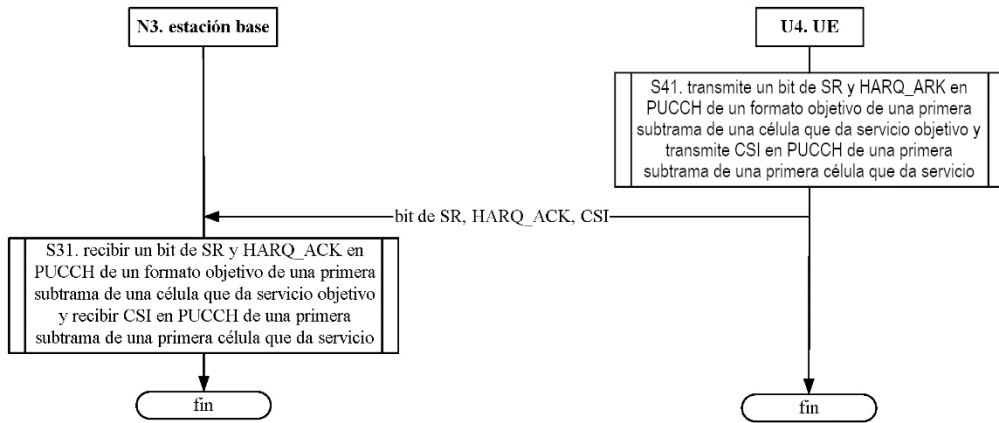 N3. estación base
U4. UE
S41. transmite un bit de SR y HARQ_ARK en
PUCCH de un formato objetivo de una primera
subtrama de una célula que da servicio objetivo y
transmite CSI en PUCCH de una primera
subtrama de una primera célula que da servicio
bit de SR, HARQ_ACK, CSI
S31. recibir un bit de SR y HARQ_ACK en
PUCCH de un formato objetivo de una primera
subtrama de una célula que da servicio objetivo
y recibir CSI en PUCCH de una primera
subtrama de una primera célula que da servicio
fin
fin